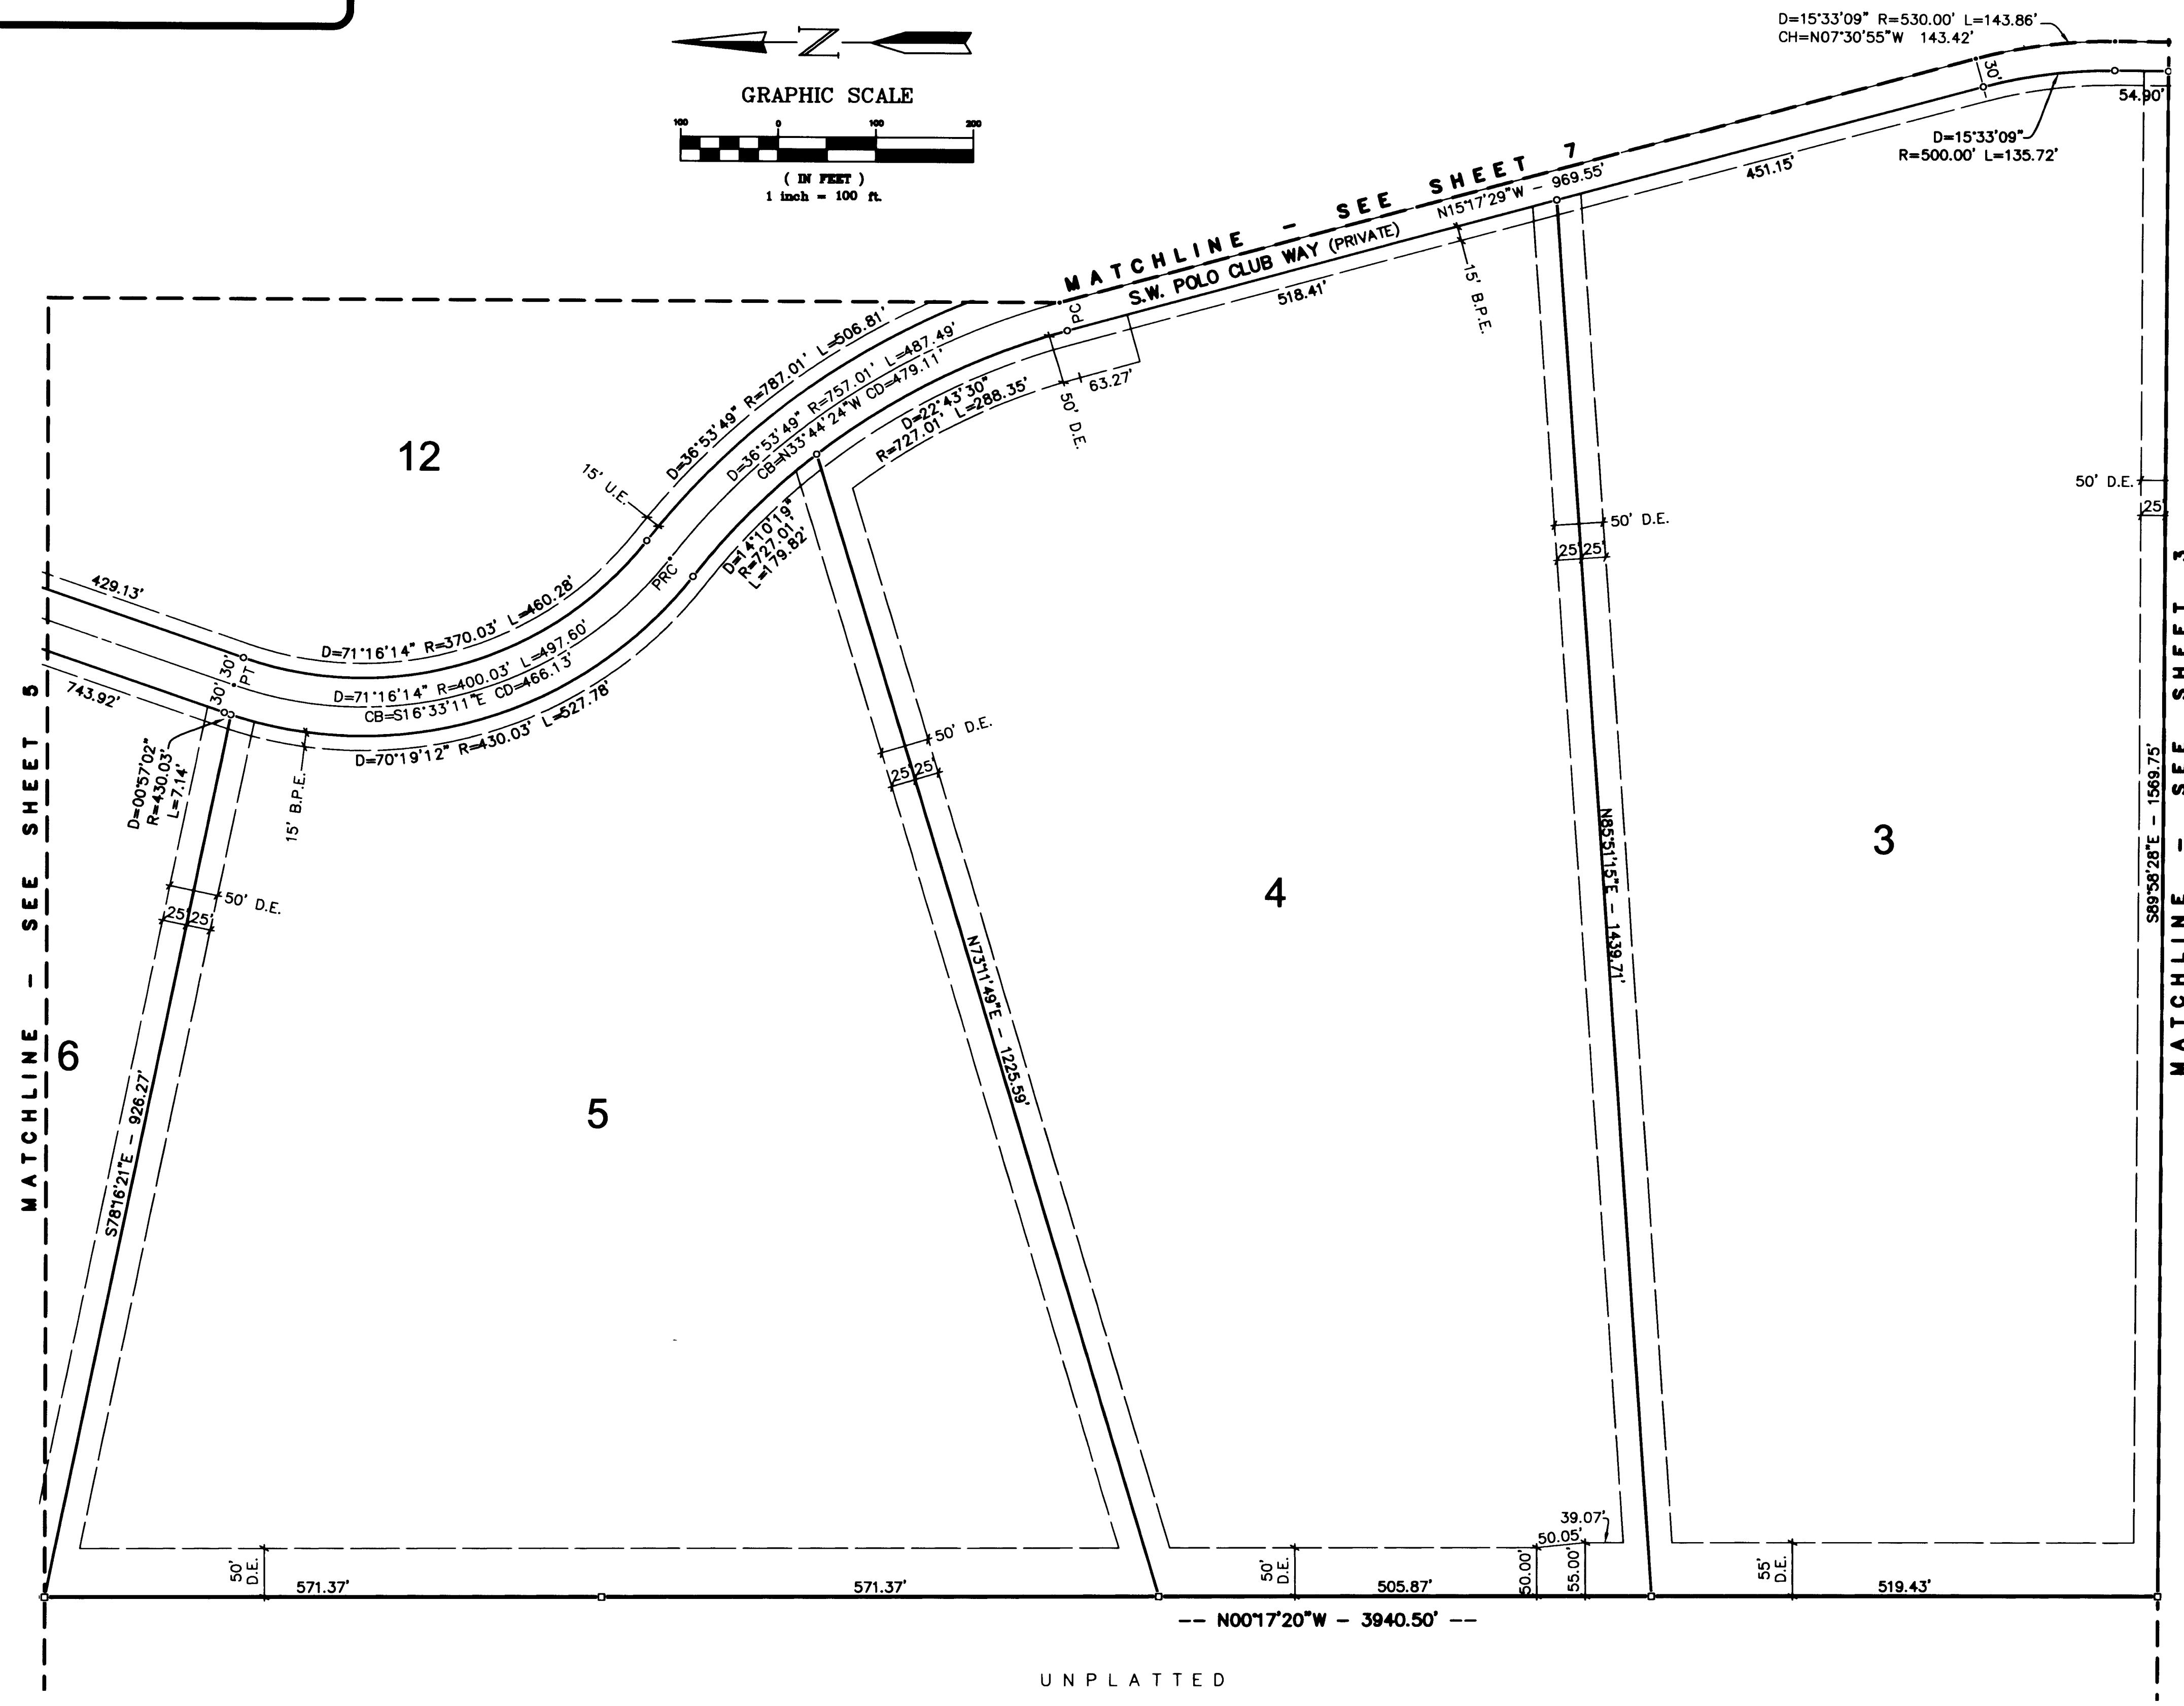 D=15°33'09" R=530.00' L=143.86'
CH=N07°30'55"W 143.42'
N
GRAPHIC SCALE
100 0 100 200
( IN FEET )
1 inch = 100 ft.
30'
54.90'
D=15°33'09"
R=500.00' L=135.72'
MATCHLINE - SEE SHEET 7
N15°17'29"W - 969.55'
451.15'
S.W. POLO CLUB WAY (PRIVATE)
518.41'
15' B.P.E.
PC
63.27'
50' D.E.
D=36°53'49" R=787.01' L=506.81'
D=36°53'49" R=757.01' L=487.49'
CB=N33°44'24"W CD=479.11'
D=22°43'30"
R=727.01' L=288.35'
12
15' U.E.
PRC
D=14°10'19"
R=727.01'
L=179.82'
50' D.E.
25'
50' D.E.
25' 25'
429.13'
D=71°16'14" R=370.03' L=460.28'
D=71°16'14" R=400.03' L=497.60'
CB=S16°33'11"E CD=466.13'
D=70°19'12" R=430.03' L=527.78'
30' 30'
PT
743.92'
D=00°57'02"
R=430.03'
L=7.14'
15' B.P.E.
50' D.E.
25' 25'
50' D.E.
25' 25'
MATCHLINE - SEE SHEET 5
MATCHLINE - SEE SHEET 3
S89°58'28"E - 1569.75'
N85°51'15"E - 1439.71'
N73°11'49"E - 1225.59'
S78°16'21"E - 926.27'
3
4
5
6
39.07'
50.05'
50'
D.E.
571.37'
571.37'
50'
D.E.
505.87'
50.00'
55.00'
55'
D.E.
519.43'
-- N00°17'20"W - 3940.50' --
UNPLATTED